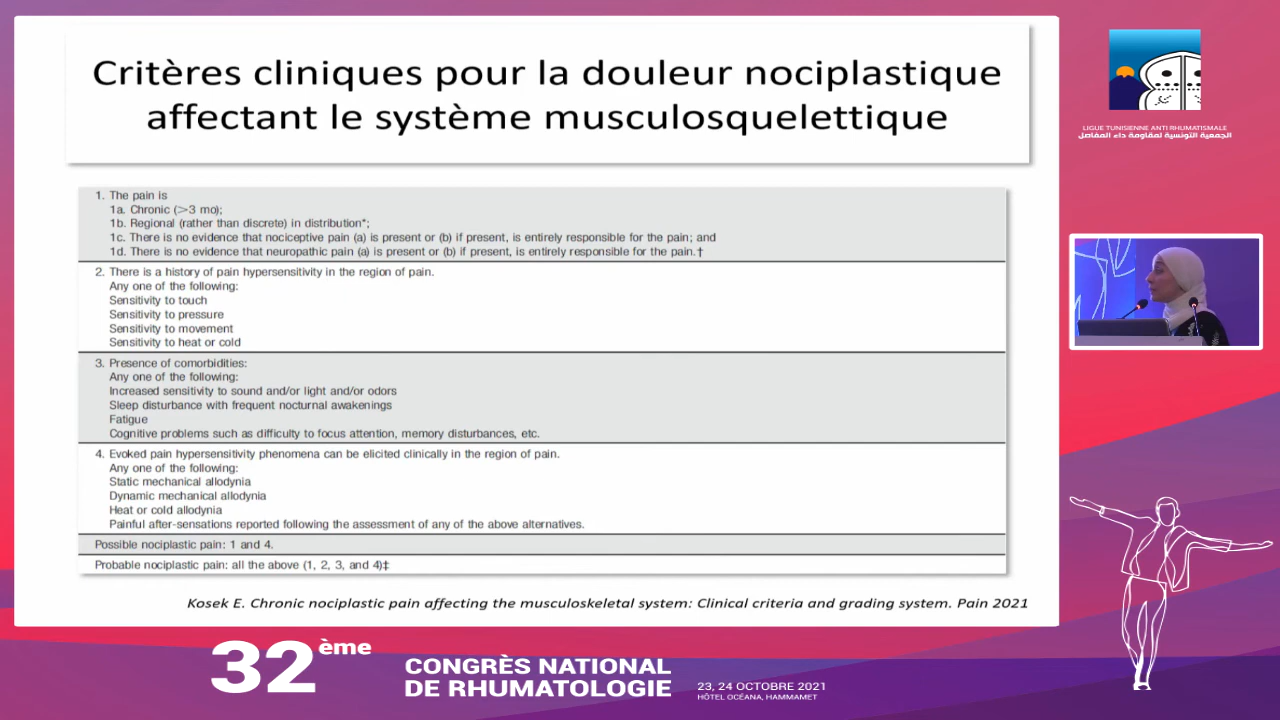 Critères cliniques pour la douleur nociplastique
affectant le système musculosquelettique
1. The pain is
1a. Chronic (>3 mo);
1b. Regional (rather than discrete) in distribution*;
1c. There is no evidence that nociceptive pain (a) is present or (b) if present, is entirely responsible for the pain; and
1d. There is no evidence that neuropathic pain (a) is present or (b) if present, is entirely responsible for the pain.†
2. There is a history of pain hypersensitivity in the region of pain.
Any one of the following:
Sensitivity to touch
Sensitivity to pressure
Sensitivity to movement
Sensitivity to heat or cold
3. Presence of comorbidities:
Any one of the following:
Increased sensitivity to sound and/or light and/or odors
Sleep disturbance with frequent nocturnal awakenings
Fatigue
Cognitive problems such as difficulty to focus attention, memory disturbances, etc.
4. Evoked pain hypersensitivity phenomena can be elicited clinically in the region of pain.
Any one of the following:
Static mechanical allodynia
Dynamic mechanical allodynia
Heat or cold allodynia
Painful after-sensations reported following the assessment of any of the above alternatives.
Possible nociplastic pain: 1 and 4.
Probable nociplastic pain: all the above (1, 2, 3, and 4)‡
Kosek E. Chronic nociplastic pain affecting the musculoskeletal system: Clinical criteria and grading system. Pain 2021
LIGUE TUNISIENNE ANTI RHUMATISMALE
الجمعية التونسية لمقاومة داء المفاصل
32ème
CONGRÈS NATIONAL
DE RHUMATOLOGIE
23, 24 OCTOBRE 2021
HÔTEL OCÉANA, HAMMAMET